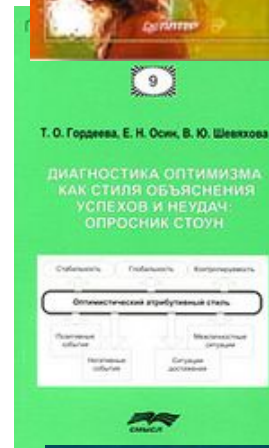 ПИТЕР
9
Т. О. Гордеева, Е. Н. Осин, В. Ю. Шевяхова
ДИАГНОСТИКА ОПТИМИЗМА
КАК СТИЛЯ ОБЪЯСНЕНИЯ
УСПЕХОВ И НЕУДАЧ:
ОПРОСНИК СТОУН
Стабильность Глобальность Контролируемость
Оптимистический атрибутивный стиль
Позитивные события
Негативные события
Межличностные ситуации
Ситуации достижения
СМЫСЛ